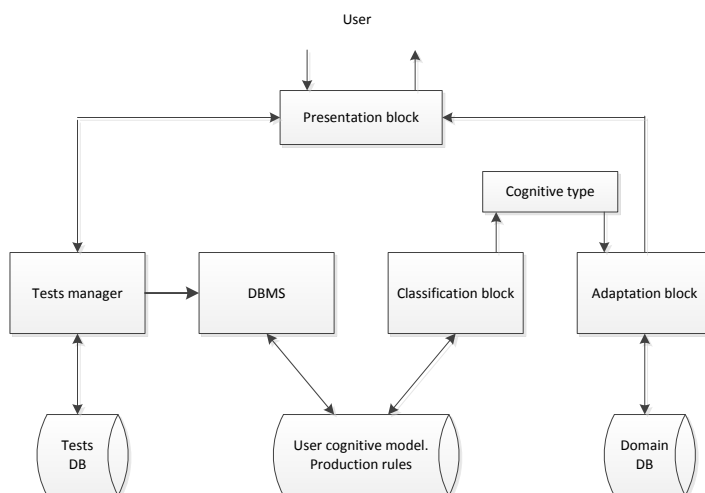 User
Presentation block
Cognitive type
Tests manager
DBMS
Classification block
Adaptation block
Tests
DB
User cognitive model.
Production rules
Domain
DB